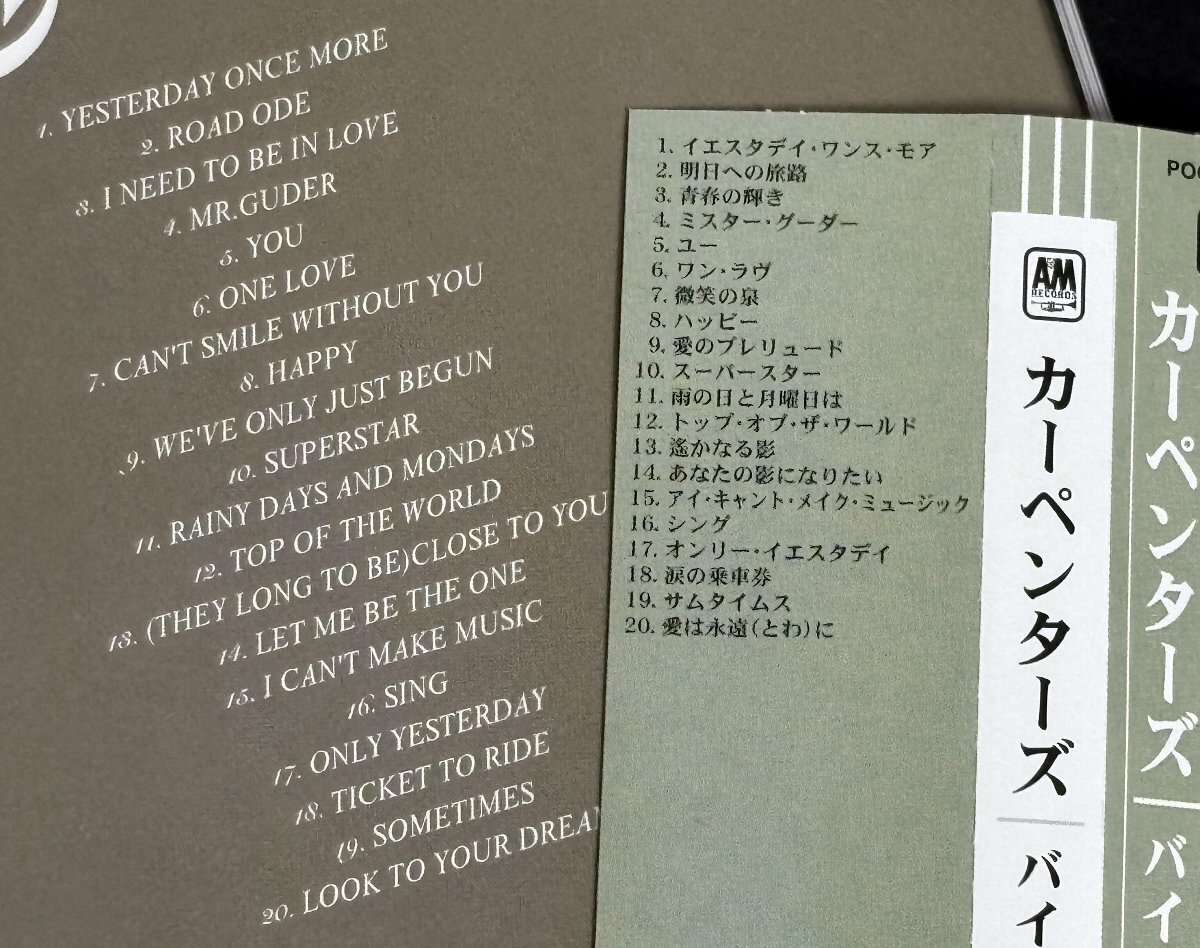 1. YESTERDAY ONCE MORE
2. ROAD ODE
3. I NEED TO BE IN LOVE
4. MR.GUDER
5. YOU
6. ONE LOVE
7. CAN'T SMILE WITHOUT YOU
8. HAPPY
9. WE'VE ONLY JUST BEGUN
10. SUPERSTAR
11. RAINY DAYS AND MONDAYS
12. TOP OF THE WORLD
13. (THEY LONG TO BE)CLOSE TO YOU
14. LET ME BE THE ONE
15. I CAN'T MAKE MUSIC
16. SING
17. ONLY YESTERDAY
18. TICKET TO RIDE
19. SOMETIMES
20. LOOK TO YOUR
1. イエスタデイ・ワンス・モア
2. 明日への旅路
3. 青春の輝き
4. ミスター・グーダー
5. ユー
6. ワン・ラヴ
7. 微笑の泉
8. ハッピー
9. 愛のプレリュード
10. スーパースター
11. 雨の日と月曜日は
12. トップ・オブ・ザ・ワールド
13.遙かなる影
14. あなたの影になりたい
15. アイ・キャント・メイク・ミュージック
16. シング
17. オンリー・イエスタデイ
18. 涙の乗車券
19. サムタイムス
20. 愛は永遠(とわ)に
A&M
RECORDS
カーペンターズ
バイ
カーペンターズ
バイ